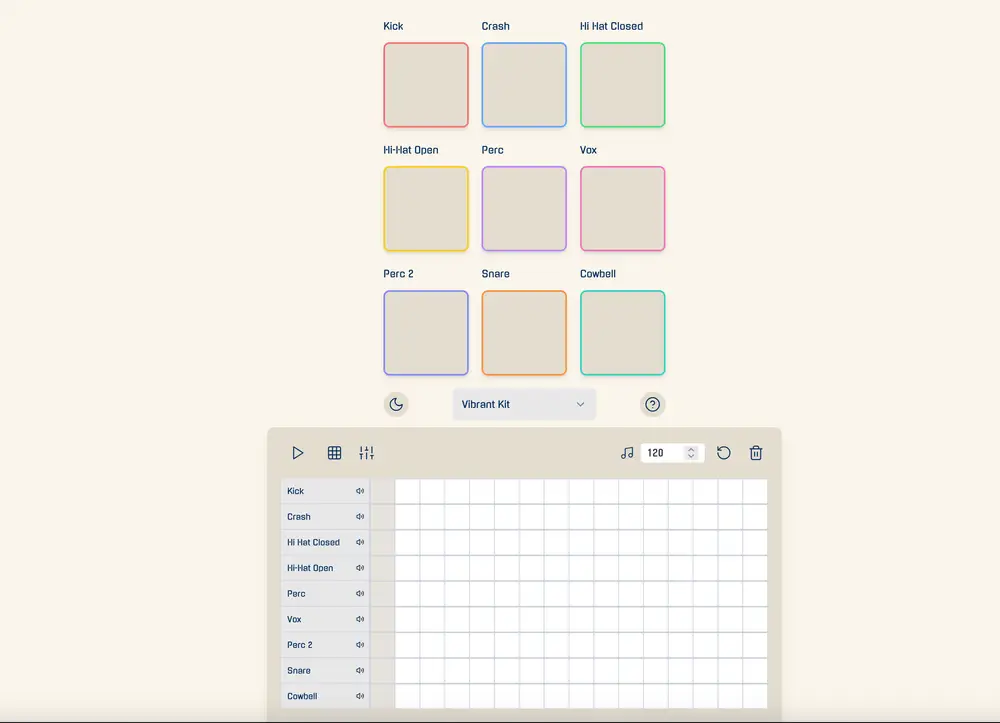 Kick Crash Hi Hat Closed
Hi-Hat Open Perc Vox
Perc 2 Snare Cowbell
Vibrant Kit
120
Kick
Crash
Hi Hat Closed
Hi-Hat Open
Perc
Vox
Perc 2
Snare
Cowbell